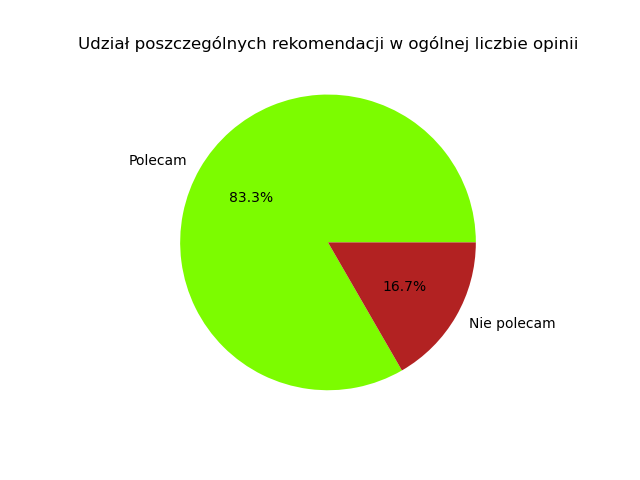 Udział poszczególnych rekomendacji w ogólnej liczbie opinii
Polecam
83.3%
16.7%
Nie polecam